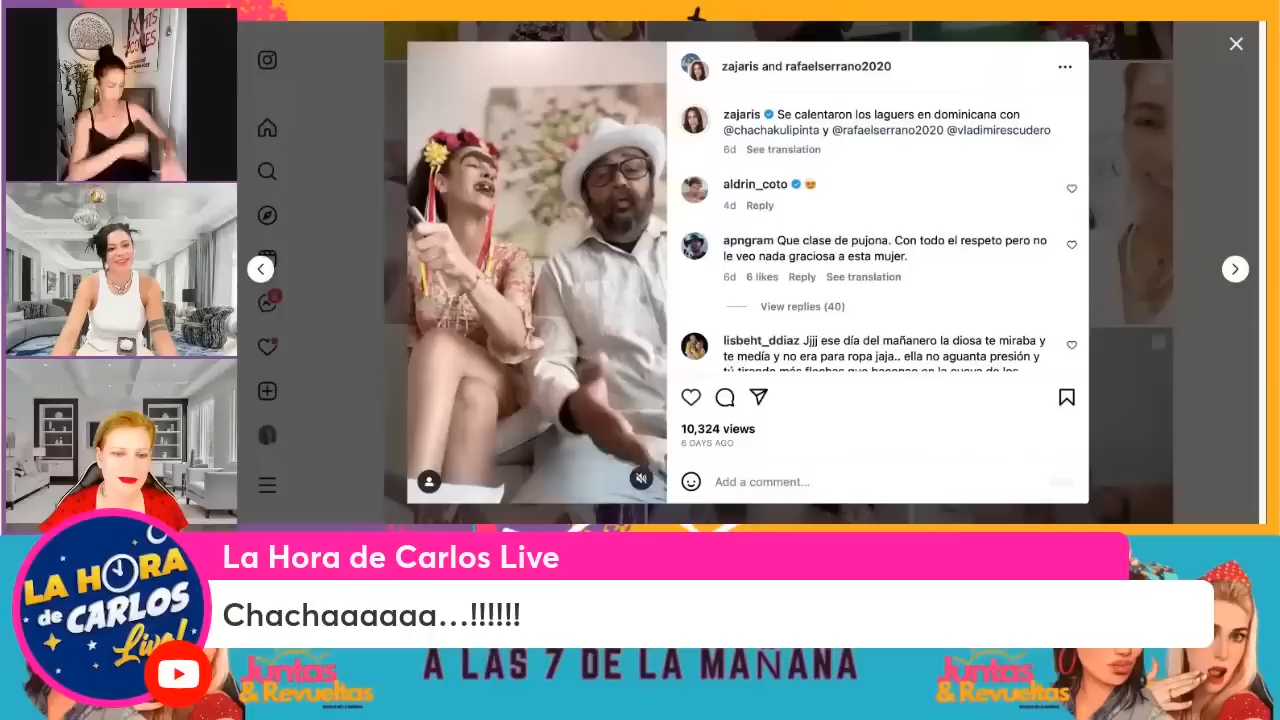 zajaris and rafaelserrano2020
zajaris Se calentaron los laguers en dominicana con
@chachakulipinta y @rafaelserrano2020 @vladimirescudero
6d See translation
aldrin_coto 😍
4d Reply
apngram Que clase de pujona. Con todo el respeto pero no
le veo nada graciosa a esta mujer.
6d 6 likes Reply See translation
View replies (40)
lisbeht_ddiaz Jjjj ese día del mañanero la diosa te miraba y
te medía y no era para ropa jaja.. ella no aguanta presión y
10,324 views
6 DAYS AGO
Add a comment...
La Hora de Carlos Live
Chachaaaaaa...!!!!!!
LA HORA
de CARLOS
Live!
A LAS 7 DE LA MAÑANA
Juntas
& Revueltas
Juntas
& Revueltas